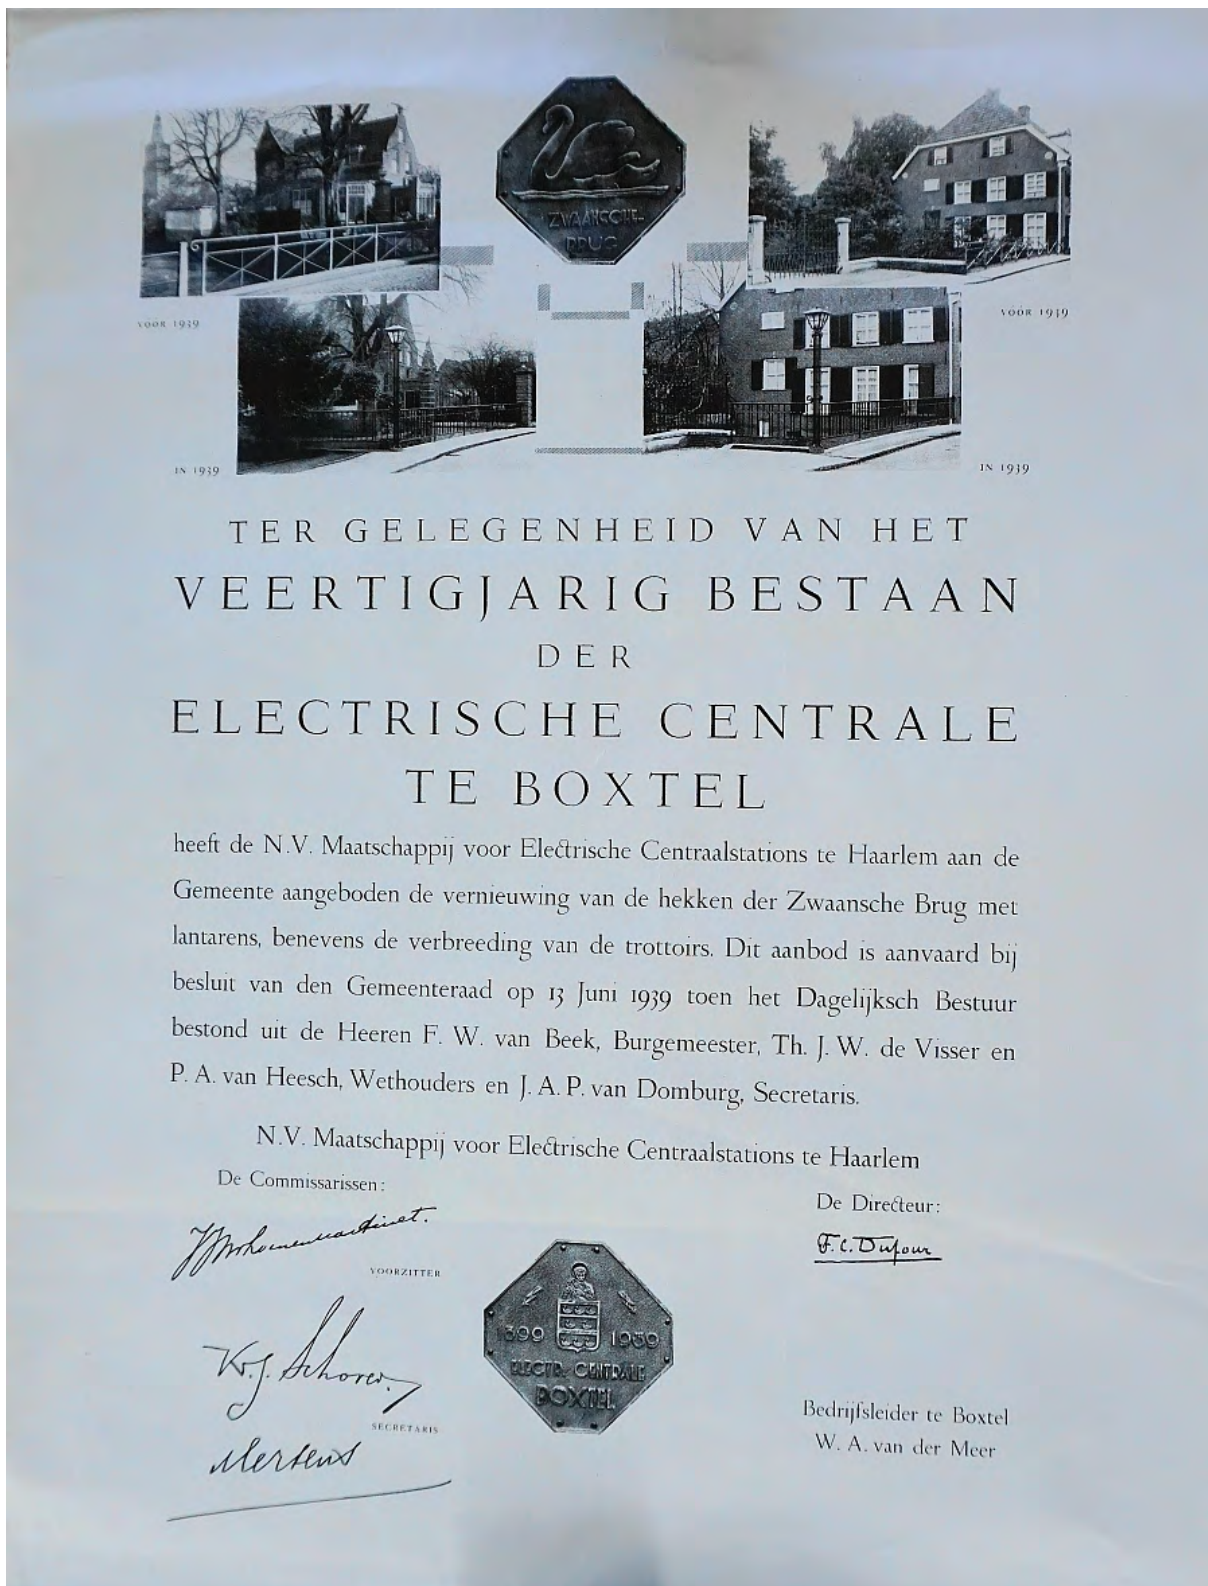 ZWAANSCHE
BRUG
VÓÓR 1939
VÓÓR 1939
IN 1939
IN 1939
TER GELEGENHEID VAN HET
VEERTIGJARIG BESTAAN
DER
ELECTRISCHE CENTRALE
TE BOXTEL
heeft de N.V. Maatschappij voor Electrische Centraalstations te Haarlem aan de
Gemeente aangeboden de vernieuwing van de hekken der Zwaansche Brug met
lantarens, benevens de verbreeding van de trottoirs. Dit aanbod is aanvaard bij
besluit van den Gemeenteraad op 13 Juni 1939 toen het Dagelijksch Bestuur
bestond uit de Heeren F. W. van Beek, Burgemeester, Th. J. W. de Visser en
P. A. van Heesch, Wethouders en J. A. P. van Domburg, Secretaris.
N.V. Maatschappij voor Electrische Centraalstations te Haarlem
De Commissarissen:
De Directeur:
F. C. Dufour
VOORZITTER
1899 1939
ELECTR. CENTRALE
BOXTEL
Schorer
SECRETARIS
Mertens
Bedrijfsleider te Boxtel
W. A. van der Meer